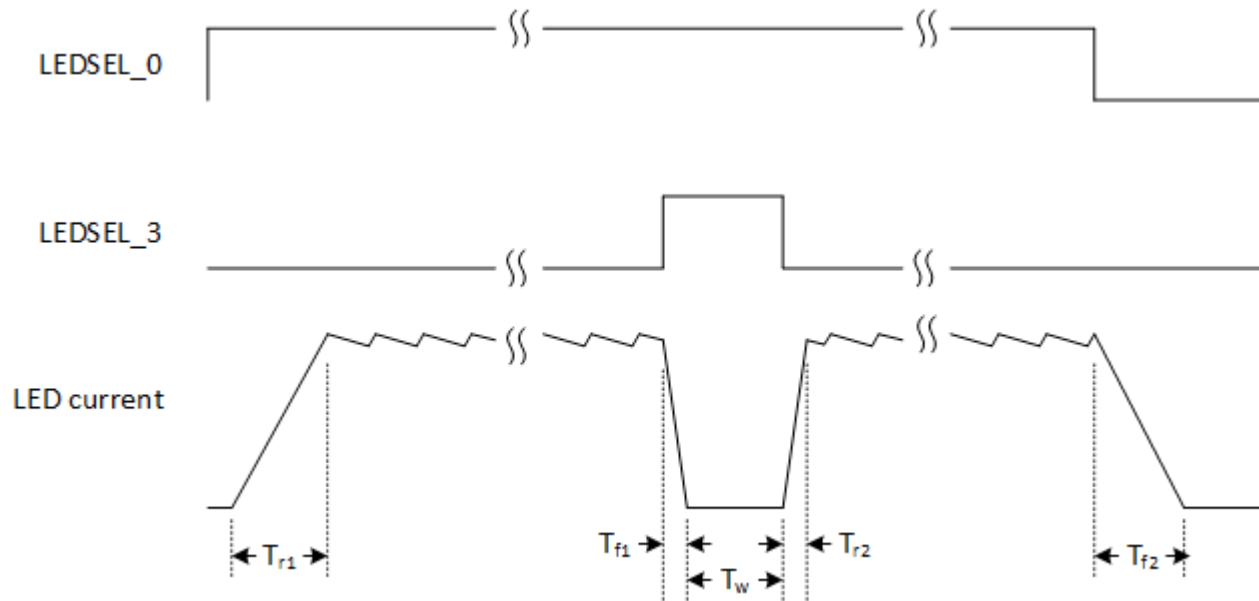 LEDSEL_0
LEDSEL_3
LED current
Tr1
Tf1
Tr2
Tf2
Tw